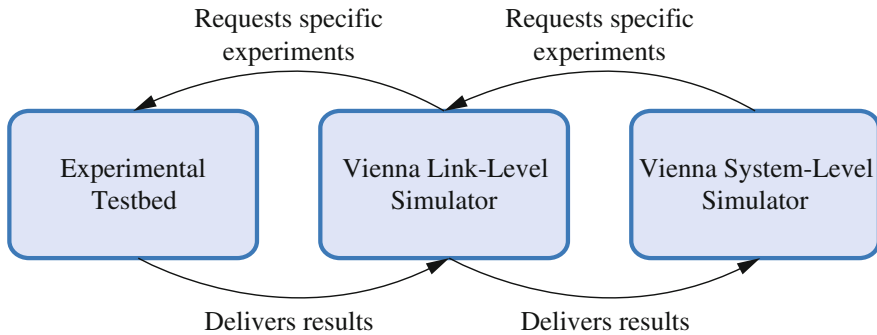 Requests specific
experiments
Requests specific
experiments
Experimental
Testbed
Vienna Link-Level
Simulator
Vienna System-Level
Simulator
Delivers results
Delivers results